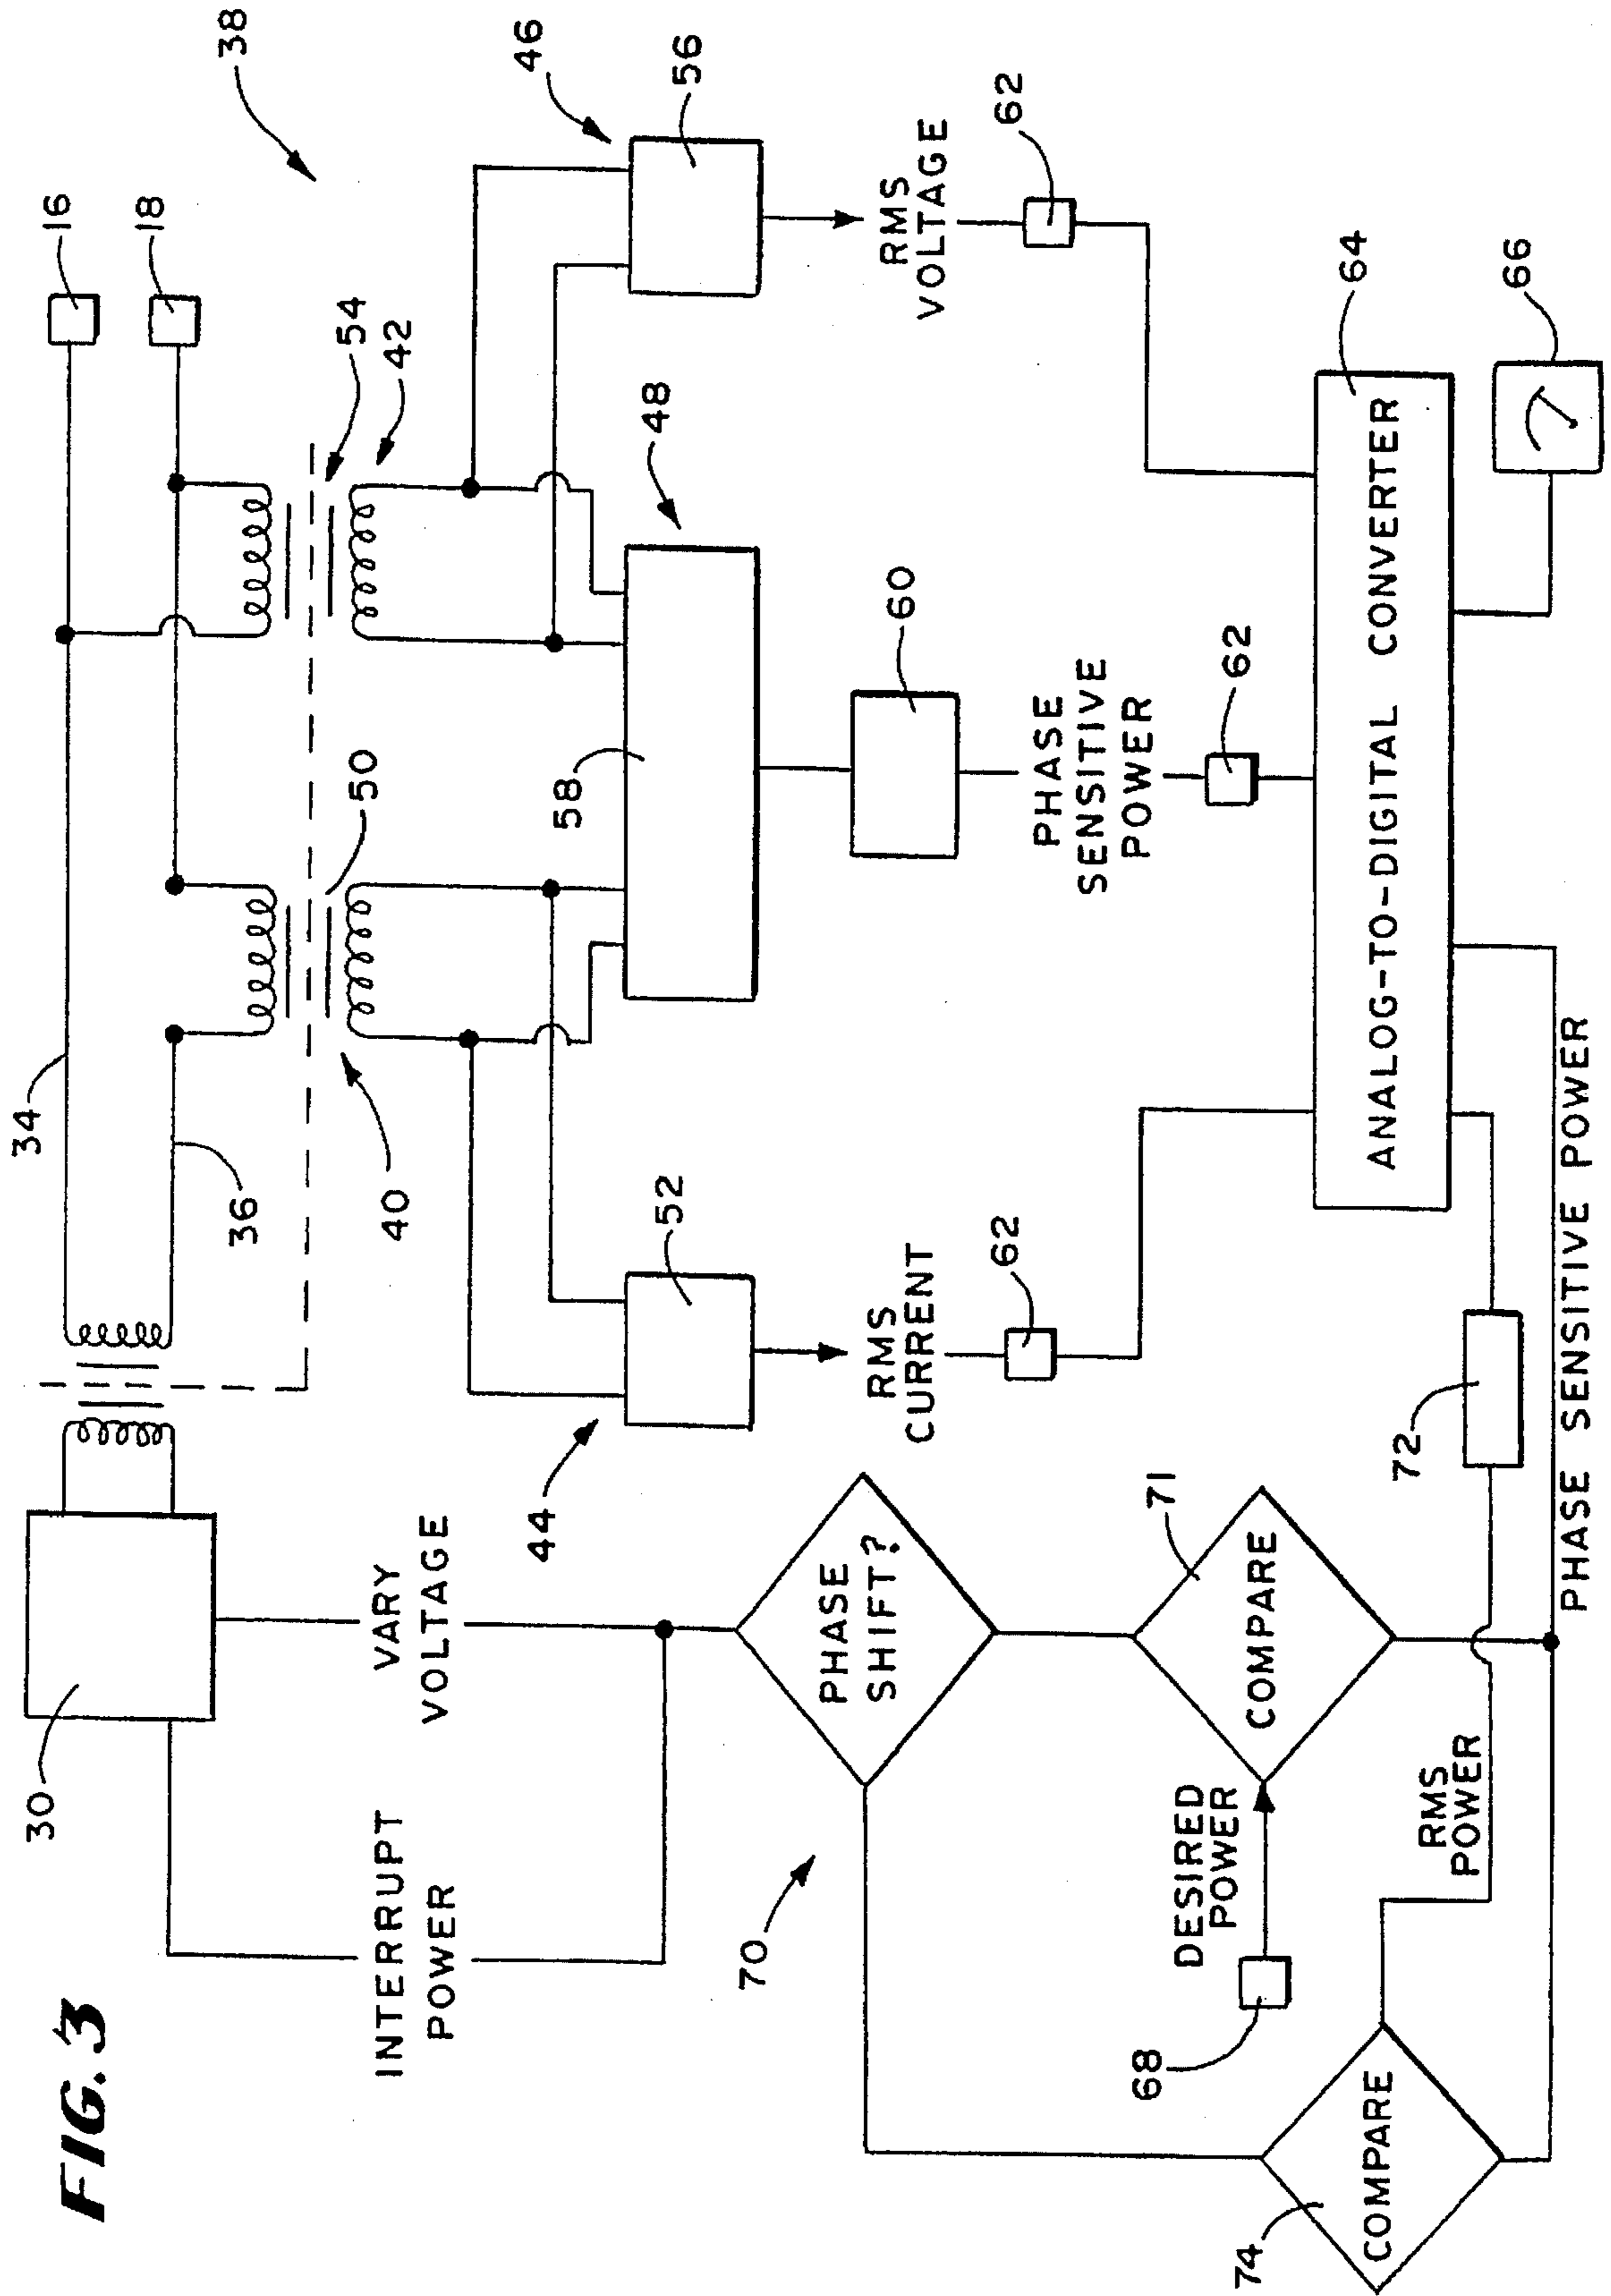 FIG. 3
30
34
36
16
18
38
54
42
50
40
46
56
48
58
52
44
VARY
VOLTAGE
INTERRUPT
POWER
RMS
VOLTAGE
62
60
PHASE
SENSITIVE
POWER
62
RMS
CURRENT
62
PHASE
SHIFT?
70
71
COMPARE
DESIRED
POWER
68
ANALOG-TO-DIGITAL CONVERTER
64
66
72
RMS
POWER
74
COMPARE
PHASE SENSITIVE POWER